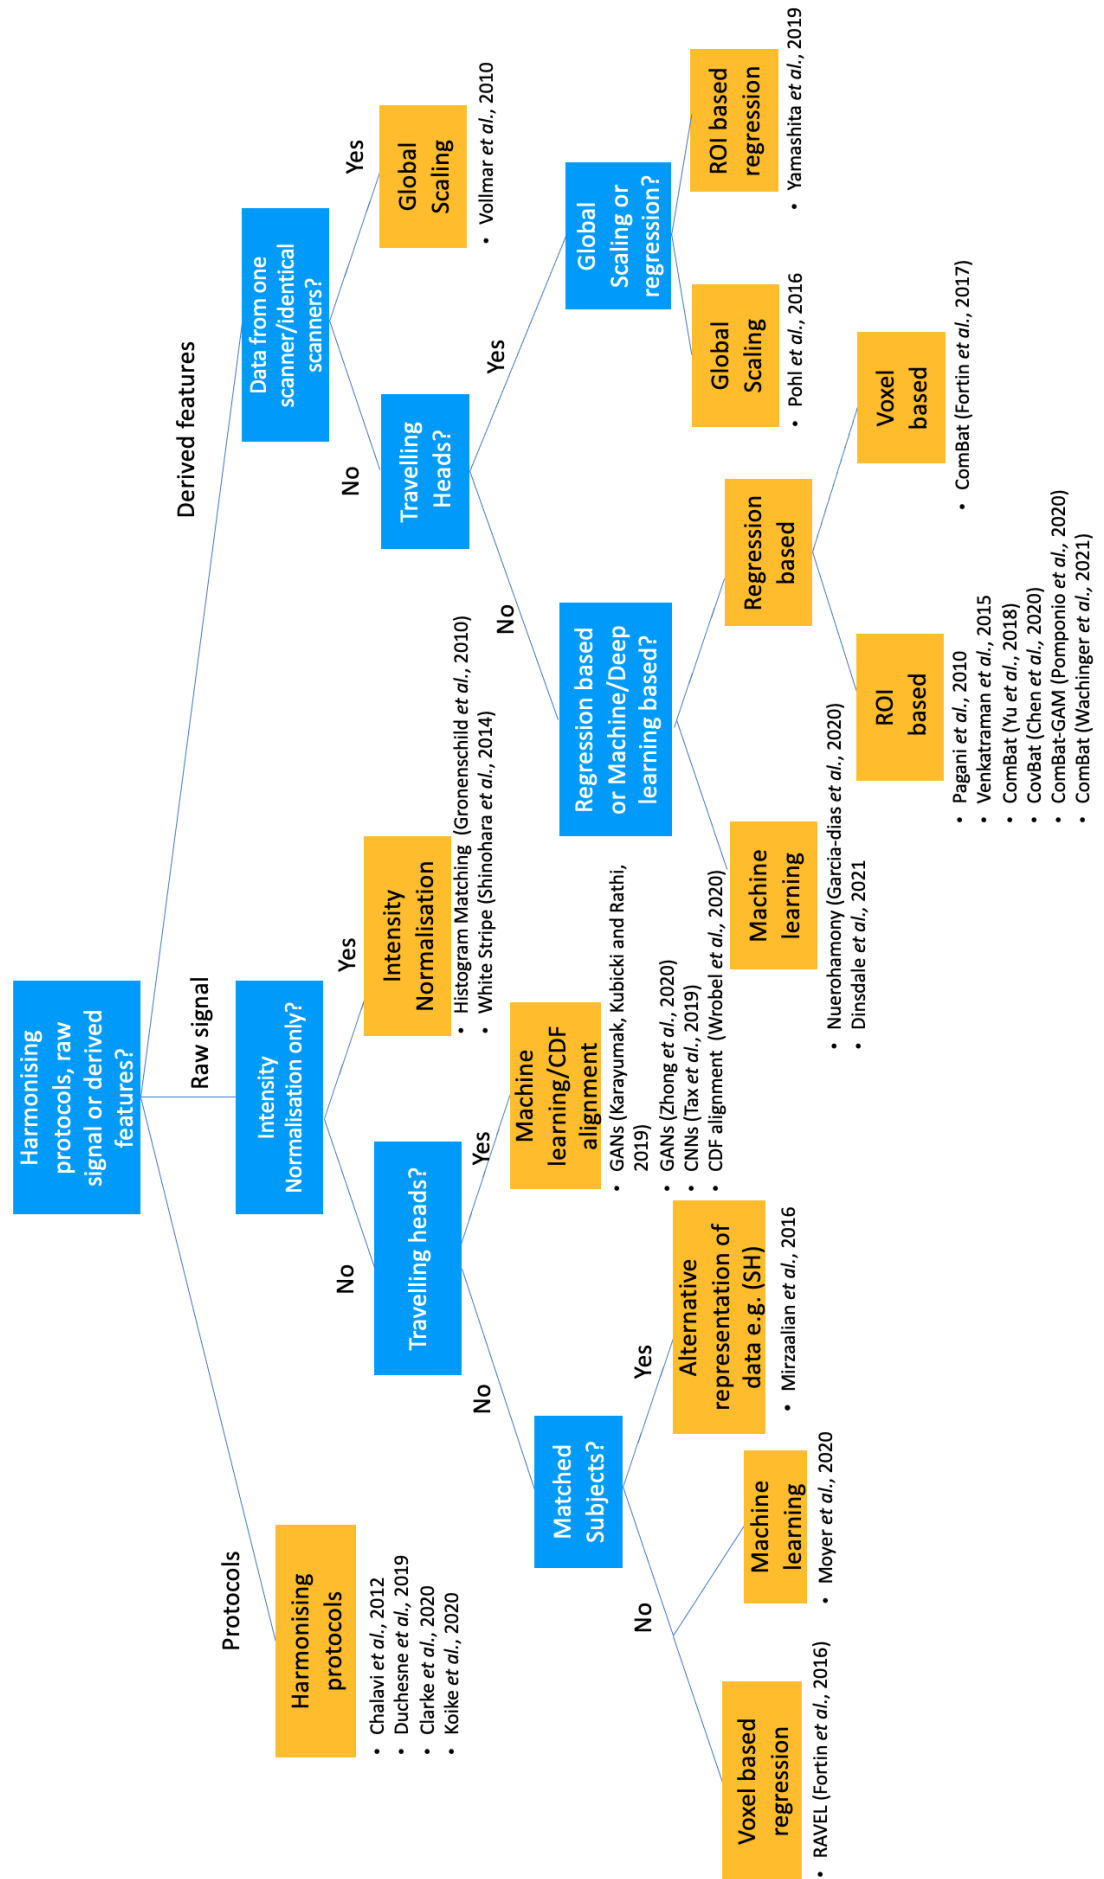 Harmonising
protocols, raw
signal or derived
features?
Protocols
Raw signal
Derived features
Harmonising
protocols
• Chalavi et al., 2012
• Duchesne et al., 2019
• Clarke et al., 2020
• Koike et al., 2020
Intensity
Normalisation only?
No
Yes
Intensity
Normalisation
• Histogram Matching (Gronenschild et al., 2010)
• White Stripe (Shinohara et al., 2014)
Travelling heads?
No
Yes
Machine
learning/CDF
alignment
• GANs (Karayumak, Kubicki and Rathi,
2019)
• GANs (Zhong et al., 2020)
• CNNs (Tax et al., 2019)
• CDF alignment (Wrobel et al., 2020)
Matched
Subjects?
No
Yes
Voxel based
regression
• RAVEL (Fortin et al., 2016)
Machine
learning
• Moyer et al., 2020
Alternative
representation of
data e.g. (SH)
• Mirzaalian et al., 2016
Data from one
scanner/identical
scanners?
No
Yes
Global
Scaling
• Vollmar et al., 2010
Travelling
Heads?
No
Yes
Regression based
or Machine/Deep
learning based?
Machine
learning
• Nuerohamony (Garcia-dias et al., 2020)
• Dinsdale et al., 2021
Regression
based
ROI
based
• Pagani et al., 2010
• Venkatraman et al., 2015
• ComBat (Yu et al., 2018)
• CovBat (Chen et al., 2020)
• ComBat-GAM (Pomponio et al., 2020)
• ComBat (Wachinger et al., 2021)
Voxel
based
• ComBat (Fortin et al., 2017)
Global
Scaling or
regression?
Global
Scaling
• Pohl et al., 2016
ROI based
regression
• Yamashita et al., 2019